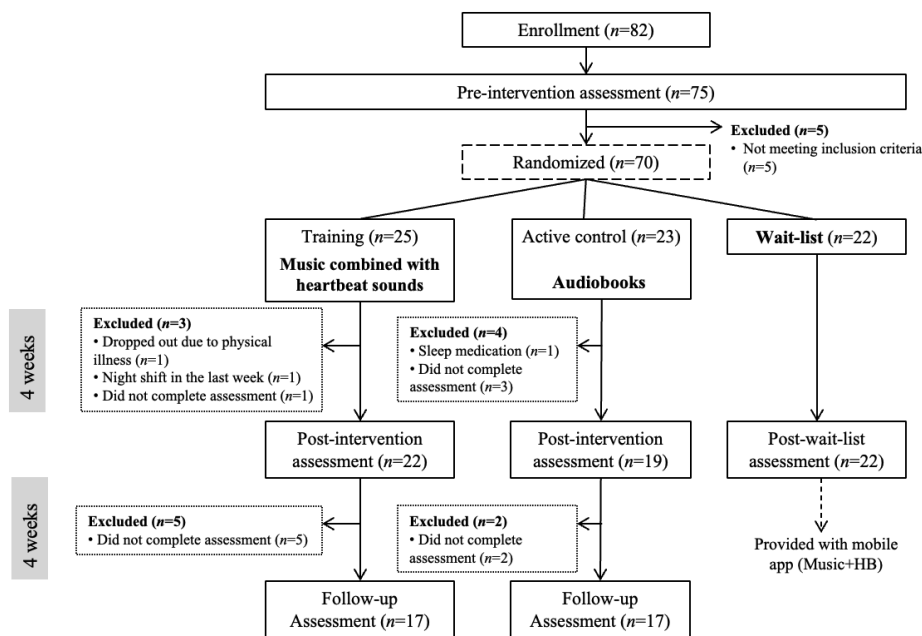 Enrollment (n=82)
Pre-intervention assessment (n=75)
Excluded (n=5)
• Not meeting inclusion criteria
(n=5)
Randomized (n=70)
Training (n=25)
Music combined with
heartbeat sounds
Active control (n=23)
Audiobooks
Wait-list (n=22)
4 weeks
Excluded (n=3)
• Dropped out due to physical
illness (n=1)
• Night shift in the last week (n=1)
• Did not complete assessment (n=1)
Excluded (n=4)
• Sleep medication (n=1)
• Did not complete
assessment (n=3)
Post-intervention
assessment (n=22)
Post-intervention
assessment (n=19)
Post-wait-list
assessment (n=22)
4 weeks
Excluded (n=5)
• Did not complete assessment (n=5)
Excluded (n=2)
• Did not complete
assessment (n=2)
Provided with mobile
app (Music+HB)
Follow-up
Assessment (n=17)
Follow-up
Assessment (n=17)